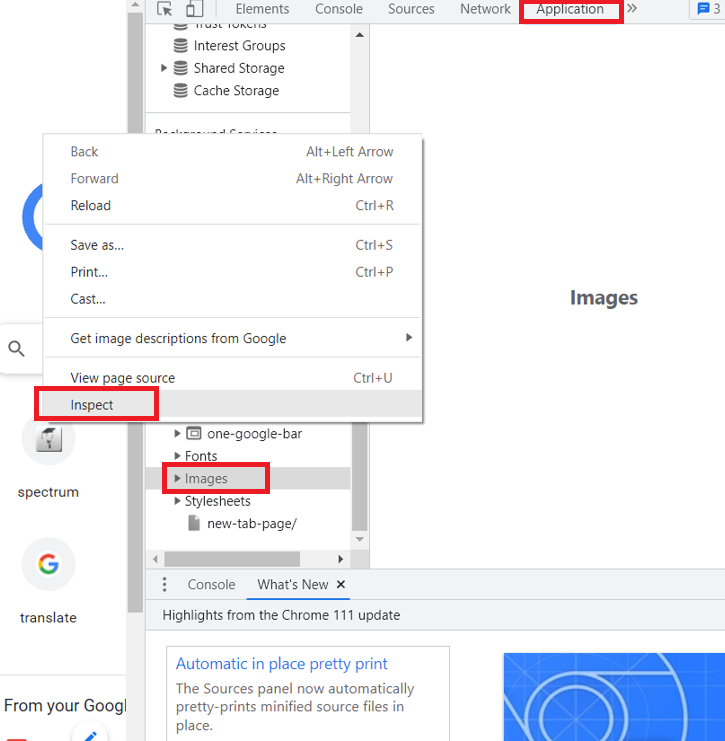 Elements Console Sources Network Application » 3
Trust Tokens
Interest Groups
Shared Storage
Cache Storage
Background Services
Back Alt+Left Arrow
Forward Alt+Right Arrow
Reload Ctrl+R
Save as... Ctrl+S
Print... Ctrl+P
Cast...
Get image descriptions from Google
View page source Ctrl+U
Inspect
Images
one-google-bar
Fonts
Images
Stylesheets
new-tab-page/
spectrum
translate
From your Googl
Console What's New ×
Highlights from the Chrome 111 update
Automatic in place pretty print
The Sources panel now automatically
pretty-prints minified source files in
place.